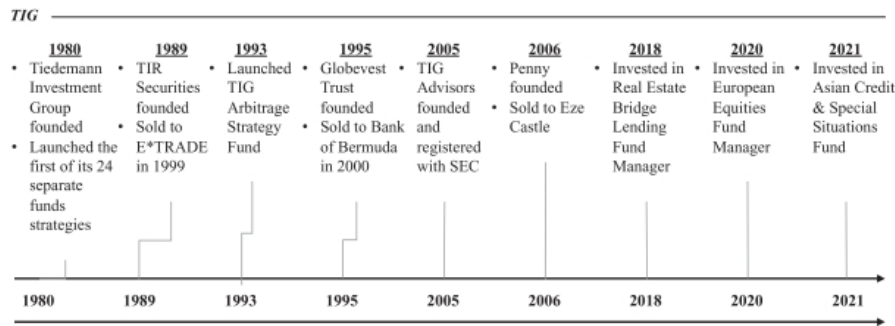 TIG
1980
• Tiedemann
Investment
Group
founded
• Launched the
first of its 24
separate
funds
strategies
1989
• TIR
Securities
founded
• Sold to
E*TRADE
in 1999
1993
• Launched
TIG
Arbitrage
Strategy
Fund
1995
• Globevest
Trust
founded
• Sold to Bank
of Bermuda
in 2000
2005
• TIG
Advisors
founded
and
registered
with SEC
2006
• Penny
founded
• Sold to Eze
Castle
2018
• Invested in
Real Estate
Bridge
Lending
Fund
Manager
2020
• Invested in
European
Equities
Fund
Manager
2021
• Invested in
Asian Credit
& Special
Situations
Fund
1980 1989 1993 1995 2005 2006 2018 2020 2021